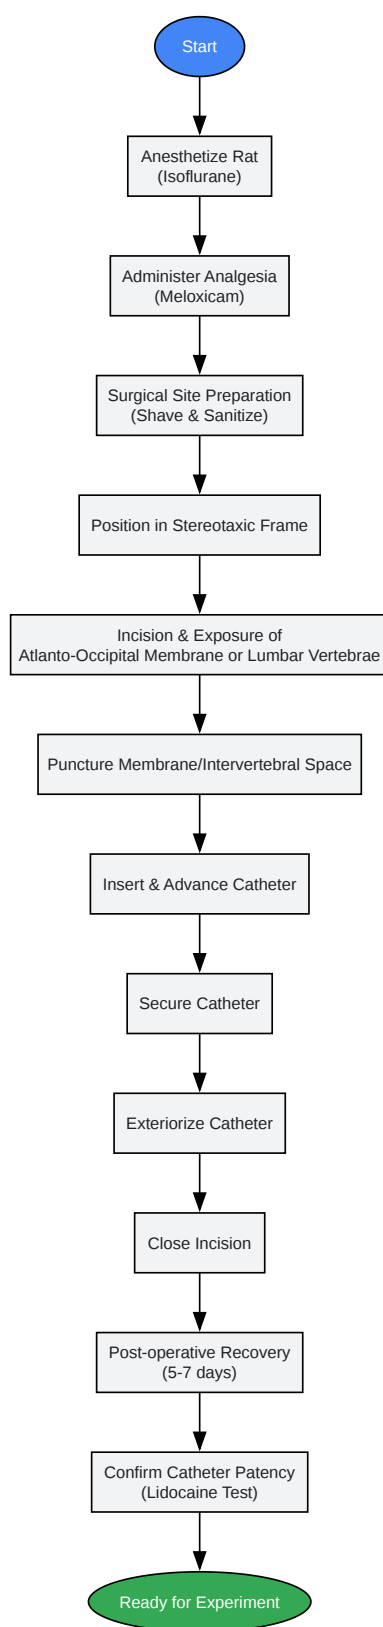 Start
Anesthetize Rat
(Isoflurane)
Administer Analgesia
(Meloxicam)
Surgical Site Preparation
(Shave & Sanitize)
Position in Stereotaxic Frame
Incision & Exposure of
Atlanto-Occipital Membrane or Lumbar Vertebrae
Puncture Membrane/Intervertebral Space
Insert & Advance Catheter
Secure Catheter
Exteriorize Catheter
Close Incision
Post-operative Recovery
(5-7 days)
Confirm Catheter Patency
(Lidocaine Test)
Ready for Experiment